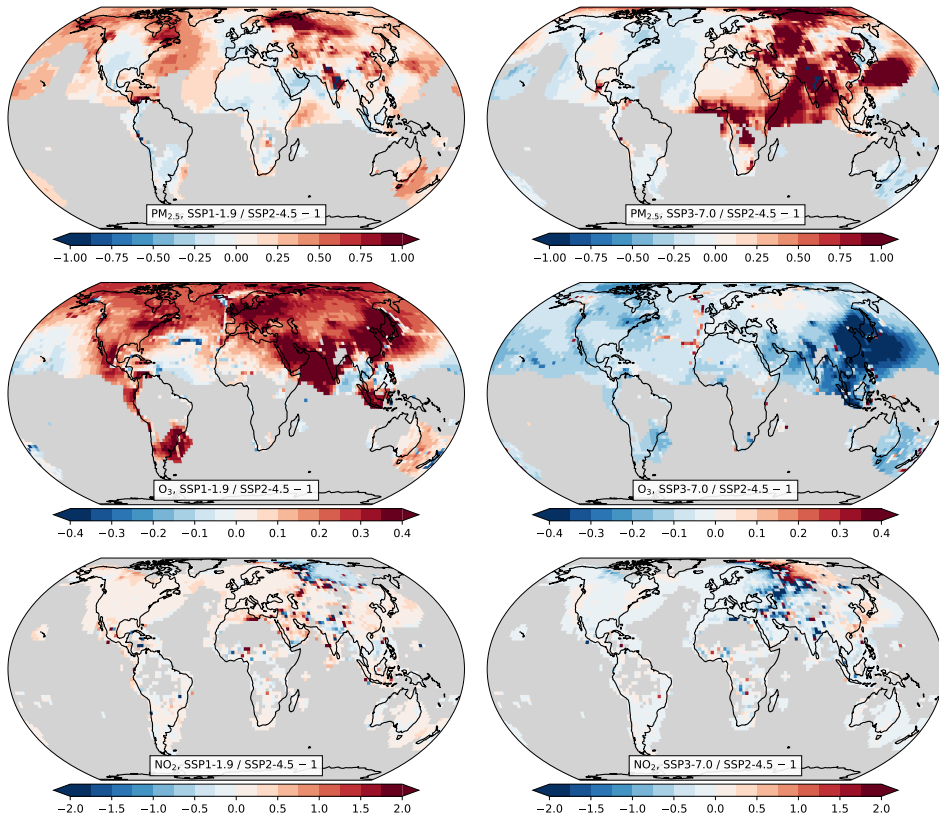 PM2.5, SSP1-1.9 / SSP2-4.5 − 1
−1.00 −0.75 −0.50 −0.25 0.00 0.25 0.50 0.75 1.00
PM2.5, SSP3-7.0 / SSP2-4.5 − 1
−1.00 −0.75 −0.50 −0.25 0.00 0.25 0.50 0.75 1.00
O3, SSP1-1.9 / SSP2-4.5 − 1
−0.4 −0.3 −0.2 −0.1 0.0 0.1 0.2 0.3 0.4
O3, SSP3-7.0 / SSP2-4.5 − 1
−0.4 −0.3 −0.2 −0.1 0.0 0.1 0.2 0.3 0.4
NO2, SSP1-1.9 / SSP2-4.5 − 1
−2.0 −1.5 −1.0 −0.5 0.0 0.5 1.0 1.5 2.0
NO2, SSP3-7.0 / SSP2-4.5 − 1
−2.0 −1.5 −1.0 −0.5 0.0 0.5 1.0 1.5 2.0